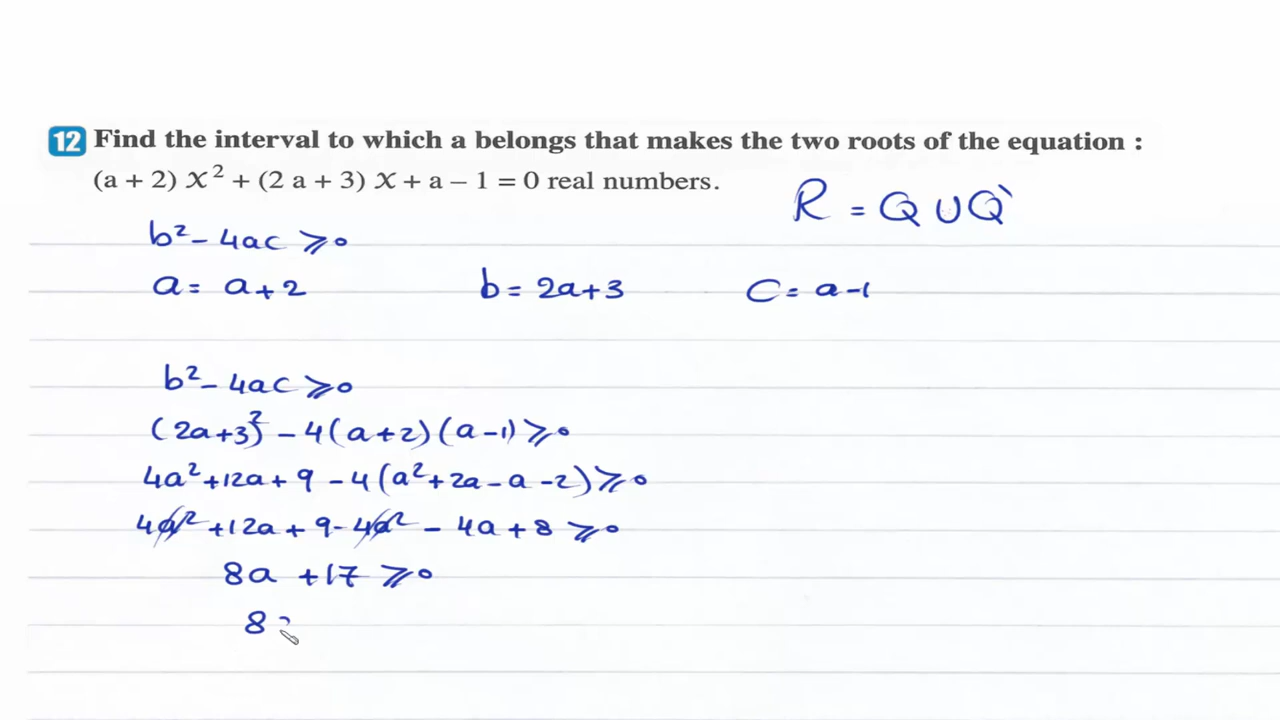 12 Find the interval to which a belongs that makes the two roots of the equation :
(a + 2) X² + (2 a + 3) X + a – 1 = 0 real numbers.
R = Q ∪ Q`
b² - 4ac ⩾ 0
a = a + 2 b = 2a + 3 C = a - 1
b² - 4ac ⩾ 0
(2a + 3)² - 4(a + 2)(a - 1) ⩾ 0
4a² + 12a + 9 - 4(a² + 2a - a - 2) ⩾ 0
4a² + 12a + 9 - 4a² - 4a + 8 ⩾ 0
8a + 17 ⩾ 0
8